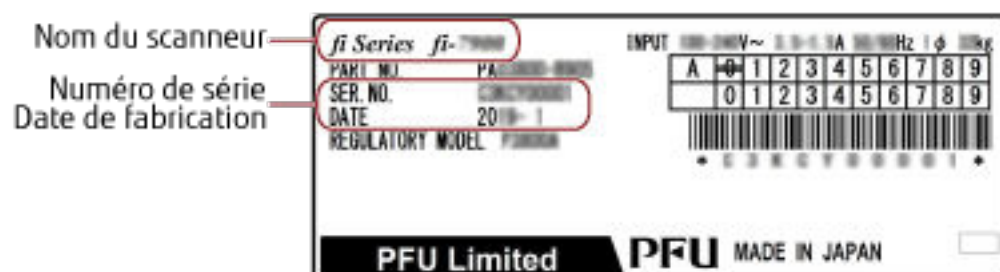 Nom du scanneur
Numéro de série
Date de fabrication
fi Series fi-
PART NO. PA
SER. NO.
DATE 20
REGULATORY MODEL
INPUT V~ A Hz 1ϕ kg
A 0 1 2 3 4 5 6 7 8 9
0 1 2 3 4 5 6 7 8 9
PFU Limited
PFU MADE IN JAPAN